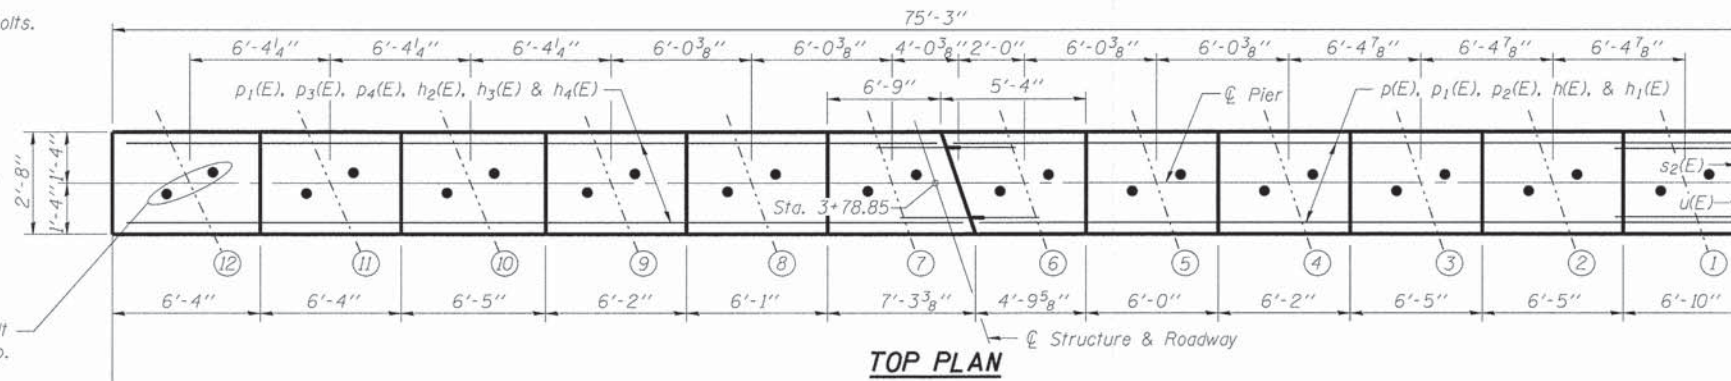 olts.
75'-3"
6'-4¼" 6'-4¼" 6'-4¼" 6'-0⅜" 6'-0⅜" 4'-0⅜" 2'-0" 6'-0⅜" 6'-0⅜" 6'-4⅞" 6'-4⅞" 6'-4⅞"
p1(E), p3(E), p4(E), h2(E), h3(E) & h4(E)
6'-9" 5'-4"
℄ Pier
p(E), p1(E), p2(E), h(E), & h1(E)
2'-8"
1'-4" 1'-4"
s2(E)
Sta. 3+78.85
u(E)
12 11 10 9 8 7 6 5 4 3 2 1
6'-4" 6'-4" 6'-5" 6'-2" 6'-1" 7'-3⅜" 4'-9⅝" 6'-0" 6'-2" 6'-5" 6'-5" 6'-10"
lt
℄ Structure & Roadway
o.
TOP PLAN